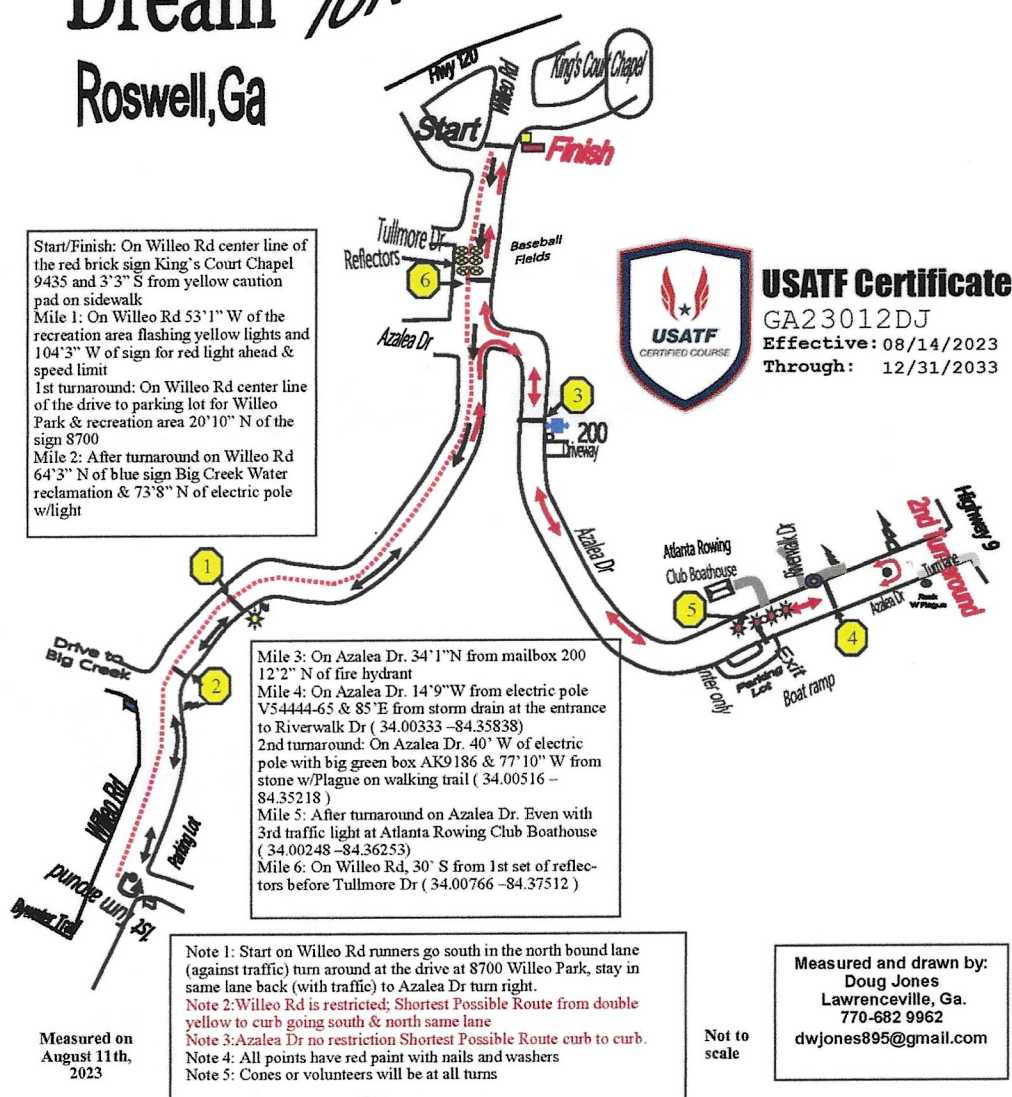 Dream
Roswell,Ga
Hwy 120
Willeo Rd
King's Court Chapel
Start
Finish
Tullmore Dr
Reflectors
Baseball
Fields
6
Azalea Dr
3
200
Driveway
Start/Finish: On Willeo Rd center line of
the red brick sign King’s Court Chapel
9435 and 3’3” S from yellow caution
pad on sidewalk
Mile 1: On Willeo Rd 53’1” W of the
recreation area flashing yellow lights and
104’3” W of sign for red light ahead &
speed limit
1st turnaround: On Willeo Rd center line
of the drive to parking lot for Willeo
Park & recreation area 20’10” N of the
sign 8700
Mile 2: After turnaround on Willeo Rd
64’3” N of blue sign Big Creek Water
reclamation & 73’8” N of electric pole
w/light
USATF
CERTIFIED COURSE
USATF Certificate
GA23012DJ
Effective: 08/14/2023
Through: 12/31/2033
Azalea Dr
Atlanta Rowing
Club Boathouse
Riverwalk Dr
2nd Turnaround
Highway 9
Turn lane
Azalea Dr
Rock
W Plague
5
4
Enter only
Parking
Lot
Exit
Boat ramp
1
2
Drive to
Big Creek
Willeo Rd
Parking Lot
1st Turn around
Bywater Trail
Mile 3: On Azalea Dr. 34’1”N from mailbox 200
12’2” N of fire hydrant
Mile 4: On Azalea Dr. 14’9”W from electric pole
V54444-65 & 85’E from storm drain at the entrance
to Riverwalk Dr ( 34.00333 –84.35838)
2nd turnaround: On Azalea Dr. 40’ W of electric
pole with big green box AK9186 & 77’10” W from
stone w/Plague on walking trail ( 34.00516 –
84.35218 )
Mile 5: After turnaround on Azalea Dr. Even with
3rd traffic light at Atlanta Rowing Club Boathouse
( 34.00248 –84.36253)
Mile 6: On Willeo Rd, 30’ S from 1st set of reflec-
tors before Tullmore Dr ( 34.00766 –84.37512 )
Note 1: Start on Willeo Rd runners go south in the north bound lane
(against traffic) turn around at the drive at 8700 Willeo Park, stay in
same lane back (with traffic) to Azalea Dr turn right.
Note 2:Willeo Rd is restricted; Shortest Possible Route from double
yellow to curb going south & north same lane
Note 3:Azalea Dr no restriction Shortest Possible Route curb to curb.
Note 4: All points have red paint with nails and washers
Note 5: Cones or volunteers will be at all turns
Measured on
August 11th,
2023
Not to
scale
Measured and drawn by:
Doug Jones
Lawrenceville, Ga.
770-682 9962
dwjones895@gmail.com